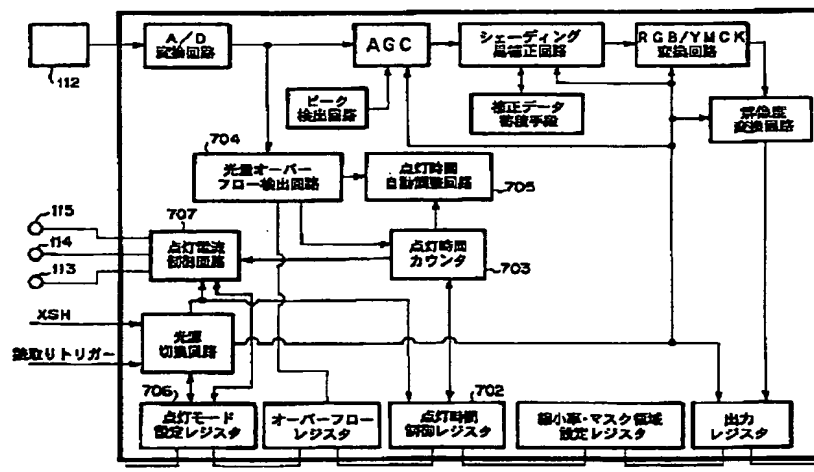 A/D
変換回路
AGC
シェーディング
風補正回路
RGB/YMCK
変換回路
112
ピーク
検出回路
補正データ
蓄積手段
解像度
変換回路
704
光量オーバー
フロー検出回路
点灯時間
自動調整回路
705
115
707
114
点灯電流
制御回路
点灯時間
カウンタ
703
113
XSH
光源
切換回路
読取りトリガー
706
702
点灯モード
設定レジスタ
オーバーフロー
レジスタ
点灯時間
制御レジスタ
縮小率・マスク領域
設定レジスタ
出力
レジスタ